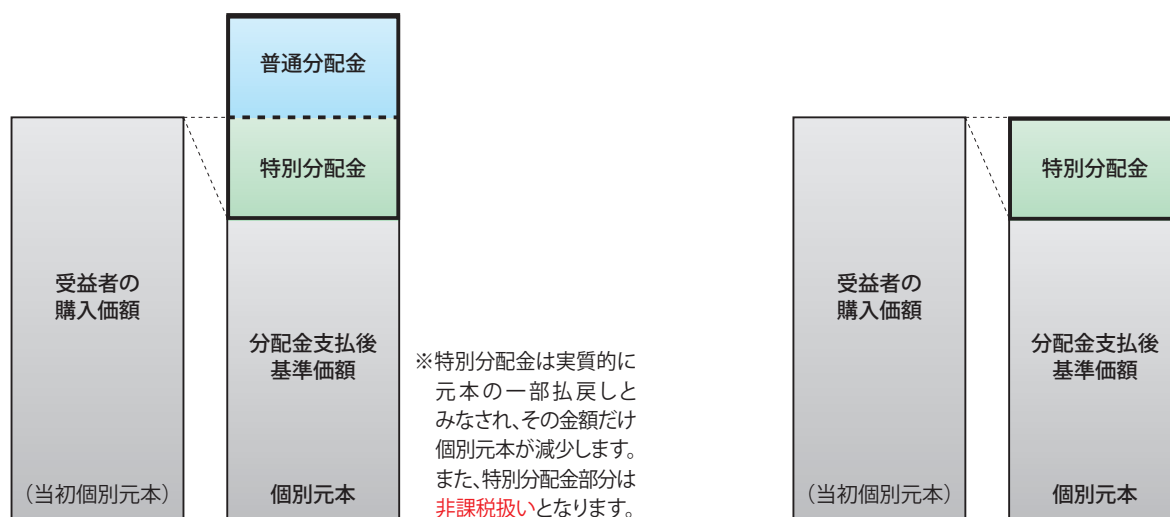 普通分配金
特別分配金
受益者の
購入価額
分配金支払後
基準価額
(当初個別元本)
個別元本
※特別分配金は実質的に
元本の一部払戻しと
みなされ、その金額だけ
個別元本が減少します。
また、特別分配金部分は
非課税扱いとなります。
特別分配金
受益者の
購入価額
分配金支払後
基準価額
(当初個別元本)
個別元本